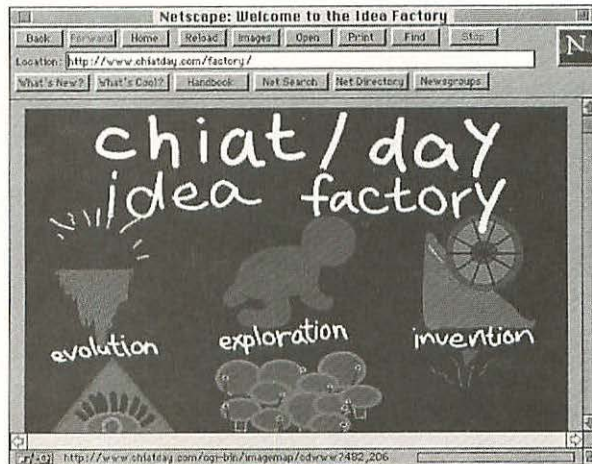 Netscape: Welcome to the Idea Factory
Back Forward Home Reload Images Open Print Find Stop
N
Location: http://www.chiatday.com/factory/
What's New? What's Cool? Handbook Net Search Net Directory Newsgroups
chiat/day
idea factory
evolution exploration invention
http://www.chiatday.com/cgi-bin/imagemap/cdwww?482,206